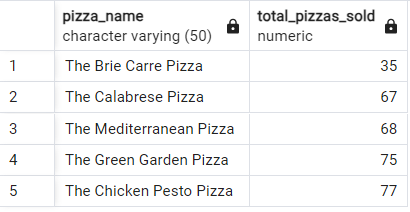 pizza_name total_pizzas_sold
character varying (50) numeric
1 The Brie Carre Pizza 35
2 The Calabrese Pizza 67
3 The Mediterranean Pizza 68
4 The Green Garden Pizza 75
5 The Chicken Pesto Pizza 77